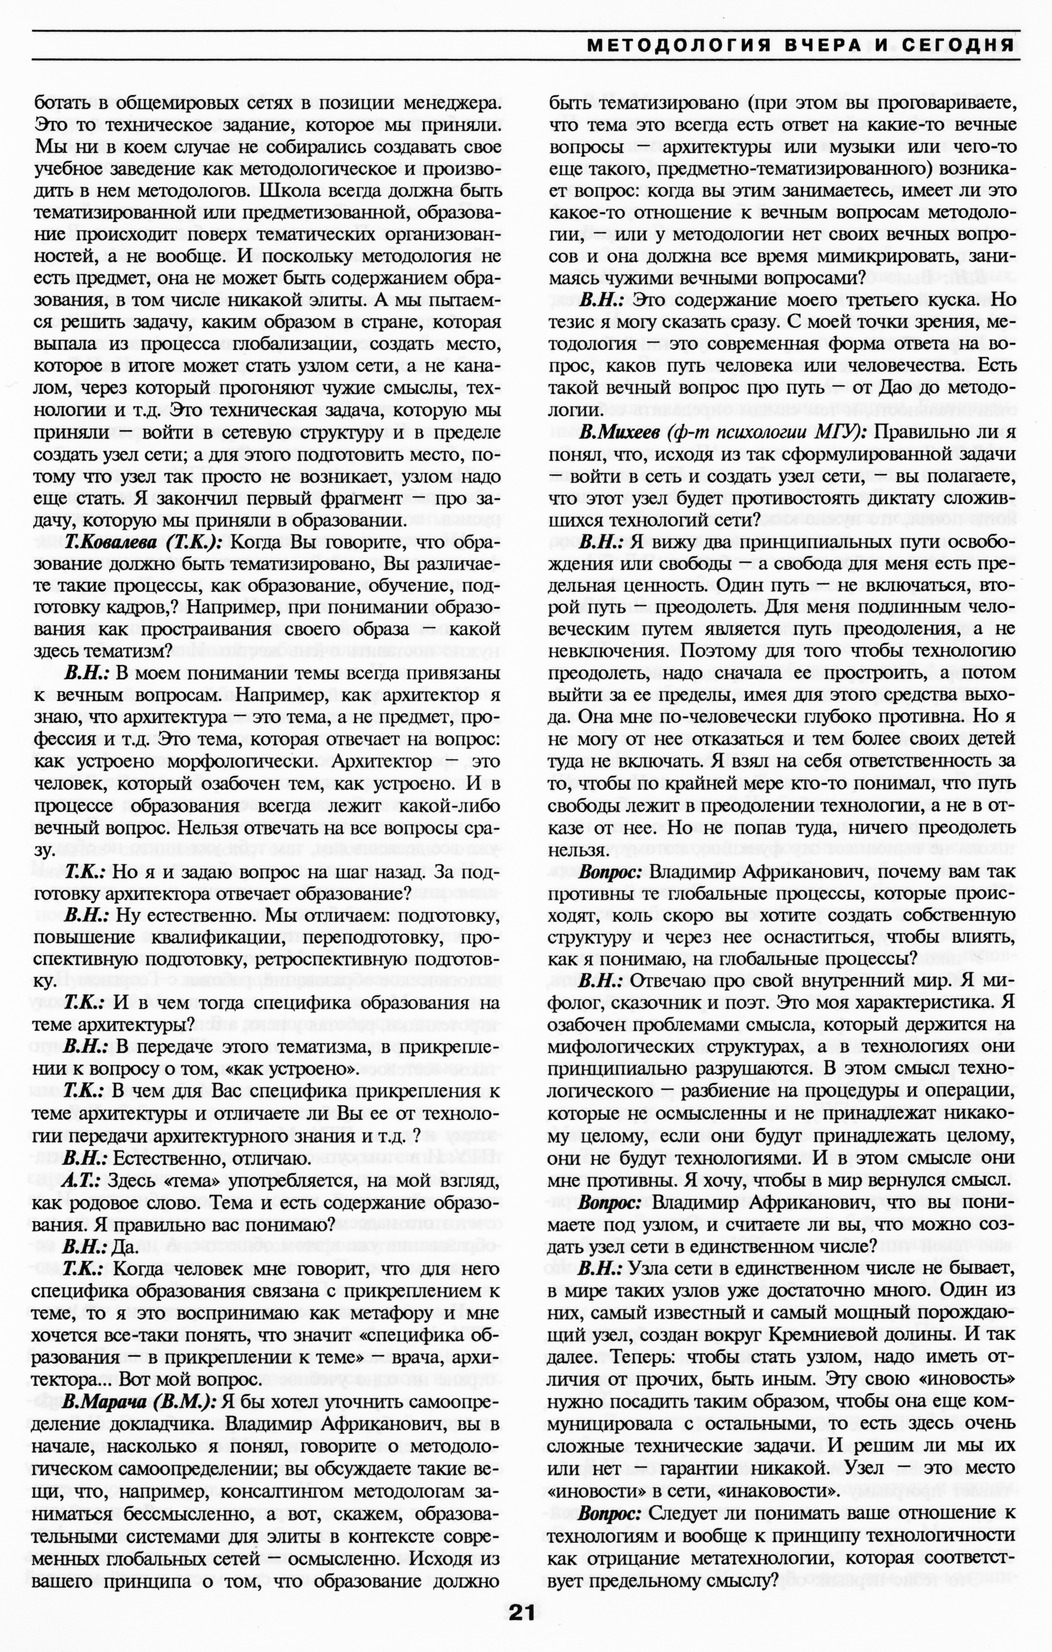 МЕТОДОЛОГИЯ ВЧЕРА И СЕГОДНЯ
ботать в общемировых сетях в позиции менеджера.
Это то техническое задание, которое мы приняли.
Мы ни в коем случае не собирались создавать свое
учебное заведение как методологическое и произво-
дить в нем методологов. Школа всегда должна быть
тематизированной или предметизованной, образова-
ние происходит поверх тематических организован-
ностей, а не вообще. И поскольку методология не
есть предмет, она не может быть содержанием обра-
зования, в том числе никакой элиты. А мы пытаем-
ся решить задачу, каким образом в стране, которая
выпала из процесса глобализации, создать место,
которое в итоге может стать узлом сети, а не кана-
лом, через который прогоняют чужие смыслы, тех-
нологии и т.д. Это техническая задача, которую мы
приняли — войти в сетевую структуру и в пределе
создать узел сети; а для этого подготовить место, по-
тому что узел так просто не возникает, узлом надо
еще стать. Я закончил первый фрагмент — про за-
дачу, которую мы приняли в образовании.
Т.Ковалева (Т.К.): Когда Вы говорите, что обра-
зование должно быть тематизировано, Вы различае-
те такие процессы, как образование, обучение, под-
готовку кадров,? Например, при понимании образо-
вания как простраивания своего образа — какой
здесь тематизм?
В.Н.: В моем понимании темы всегда привязаны
к вечным вопросам. Например, как архитектор я
знаю, что архитектура — это тема, а не предмет, про-
фессия и т.д. Это тема, которая отвечает на вопрос:
как устроено морфологически. Архитектор — это
человек, который озабочен тем, как устроено. И в
процессе образования всегда лежит какой-либо
вечный вопрос. Нельзя отвечать на все вопросы сра-
зу.
Т.К.: Но я и задаю вопрос на шаг назад. За под-
готовку архитектора отвечает образование?
В.Н.: Ну естественно. Мы отличаем: подготовку,
повышение квалификации, переподготовку, про-
спективную подготовку, ретроспективную подготов-
ку.
Т.К.: И в чем тогда специфика образования на
теме архитектуры?
В.Н.: В передаче этого тематизма, в прикрепле-
нии к вопросу о том, «как устроено».
Т.К.: В чем для Вас специфика прикрепления к
теме архитектуры и отличаете ли Вы ее от техноло-
гии передачи архитектурного знания и т.д. ?
В.Н.: Естественно, отличаю.
А.Т.: Здесь «тема» употребляется, на мой взгляд,
как родовое слово. Тема и есть содержание образо-
вания. Я правильно вас понимаю?
В.Н.: Да.
Т.К.: Когда человек мне говорит, что для него
специфика образования связана с прикреплением к
теме, то я это воспринимаю как метафору и мне
хочется все-таки понять, что значит «специфика об-
разования — в прикреплении к теме» — врача, архи-
тектора... Вот мой вопрос.
В.Марача (В.М.): Я бы хотел уточнить самоопре-
деление докладчика. Владимир Африканович, вы в
начале, насколько я понял, говорите о методоло-
гическом самоопределении; вы обсуждаете такие ве-
щи, что, например, консалтингом методологам за-
ниматься бессмысленно, а вот, скажем, образова-
тельными системами для элиты в контексте совре-
менных глобальных сетей — осмысленно. Исходя из
вашего принципа о том, что образование должно
быть тематизировано (при этом вы проговариваете,
что тема это всегда есть ответ на какие-то вечные
вопросы — архитектуры или музыки или чего-то
еще такого, предметно-тематизированного) возника-
ет вопрос: когда вы этим занимаетесь, имеет ли это
какое-то отношение к вечным вопросам методоло-
гии, — или у методологии нет своих вечных вопро-
сов и она должна все время мимикрировать, зани-
маясь чужими вечными вопросами?
В.Н.: Это содержание моего третьего куска. Но
тезис я могу сказать сразу. С моей точки зрения, ме-
тодология — это современная форма ответа на во-
прос, каков путь человека или человечества. Есть
такой вечный вопрос про путь — от Дао до методо-
логии.
В.Михеев (ф-т психологии МГУ): Правильно ли я
понял, что, исходя из так сформулированной задачи
— войти в сеть и создать узел сети, — вы полагаете,
что этот узел будет противостоять диктату сложив-
шихся технологий сети?
В.Н.: Я вижу два принципиальных пути освобо-
ждения или свободы — а свобода для меня есть пре-
дельная ценность. Один путь — не включаться, вто-
рой путь — преодолеть. Для меня подлинным чело-
веческим путем является путь преодоления, а не
невключения. Поэтому для того чтобы технологию
преодолеть, надо сначала ее простроить, а потом
выйти за ее пределы, имея для этого средства выхо-
да. Она мне по-человечески глубоко противна. Но я
не могу от нее отказаться и тем более своих детей
туда не включать. Я взял на себя ответственность за
то, чтобы по крайней мере кто-то понимал, что путь
свободы лежит в преодолении технологии, а не в от-
казе от нее. Но не попав туда, ничего преодолеть
нельзя.
Вопрос: Владимир Африканович, почему вам так
противны те глобальные процессы, которые проис-
ходят, коль скоро вы хотите создать собственную
структуру и через нее оснаститься, чтобы влиять,
как я понимаю, на глобальные процессы?
В.Н.: Отвечаю про свой внутренний мир. Я ми-
фолог, сказочник и поэт. Это моя характеристика. Я
озабочен проблемами смысла, который держится на
мифологических структурах, а в технологиях они
принципиально разрушаются. В этом смысл техно-
логического — разбиение на процедуры и операции,
которые не осмысленны и не принадлежат никако-
му целому, если они будут принадлежать целому,
они не будут технологиями. И в этом смысле они
мне противны. Я хочу, чтобы в мир вернулся смысл.
Вопрос: Владимир Африканович, что вы пони-
маете под узлом, и считаете ли вы, что можно соз-
дать узел сети в единственном числе?
В.Н.: Узла сети в единственном числе не бывает,
в мире таких узлов уже достаточно много. Один из
них, самый известный и самый мощный порождаю-
щий узел, создан вокруг Кремниевой долины. И так
далее. Теперь: чтобы стать узлом, надо иметь от-
личия от прочих, быть иным. Эту свою «иновость»
нужно посадить таким образом, чтобы она еще ком-
муницировала с остальными, то есть здесь очень
сложные технические задачи. И решим ли мы их
или нет — гарантии никакой. Узел — это место
«иновости» в сети, «инаковости».
Вопрос: Следует ли понимать ваше отношение к
технологиям и вообще к принципу технологичности
как отрицание метатехнологии, которая соответст-
вует предельному смыслу?
21